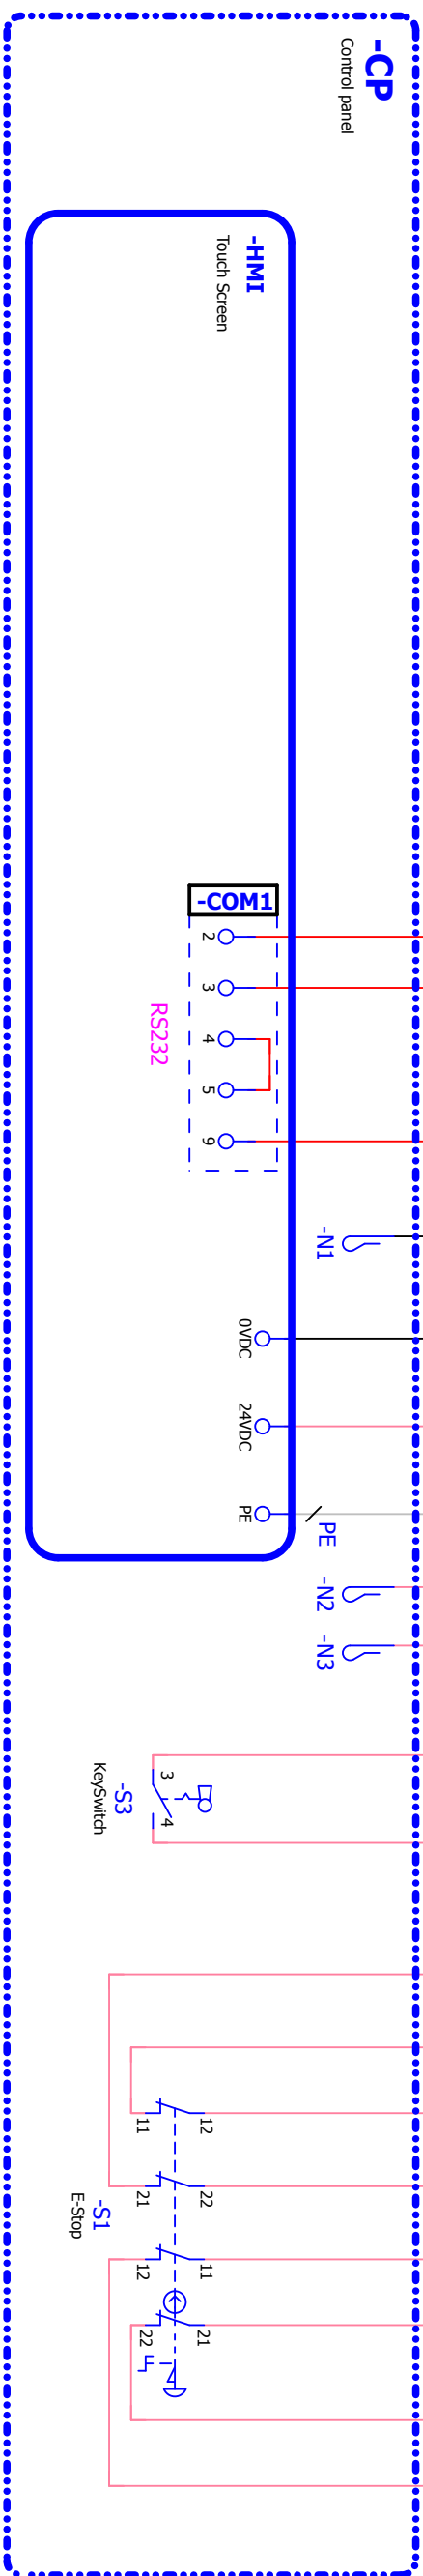 -CP
Control panel
-HMI
Touch Screen
-COM1
2
3
4
5
9
RS232
-N1
0VDC
24VDC
PE
PE
-N2
-N3
3
4
-S3
KeySwitch
11
12
21
22
-S1
E-Stop
12
11
22
21